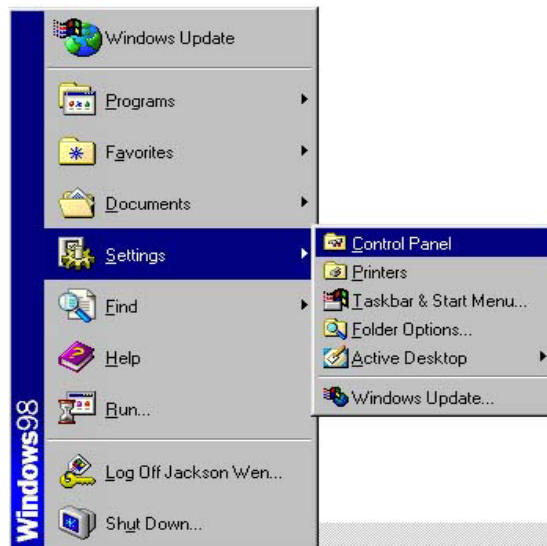 Windows Update
Programs
Favorites
Documents
Settings
Find
Help
Run...
Log Off Jackson Wen...
Shut Down...
Windows98
Control Panel
Printers
Taskbar & Start Menu...
Folder Options...
Active Desktop
Windows Update...